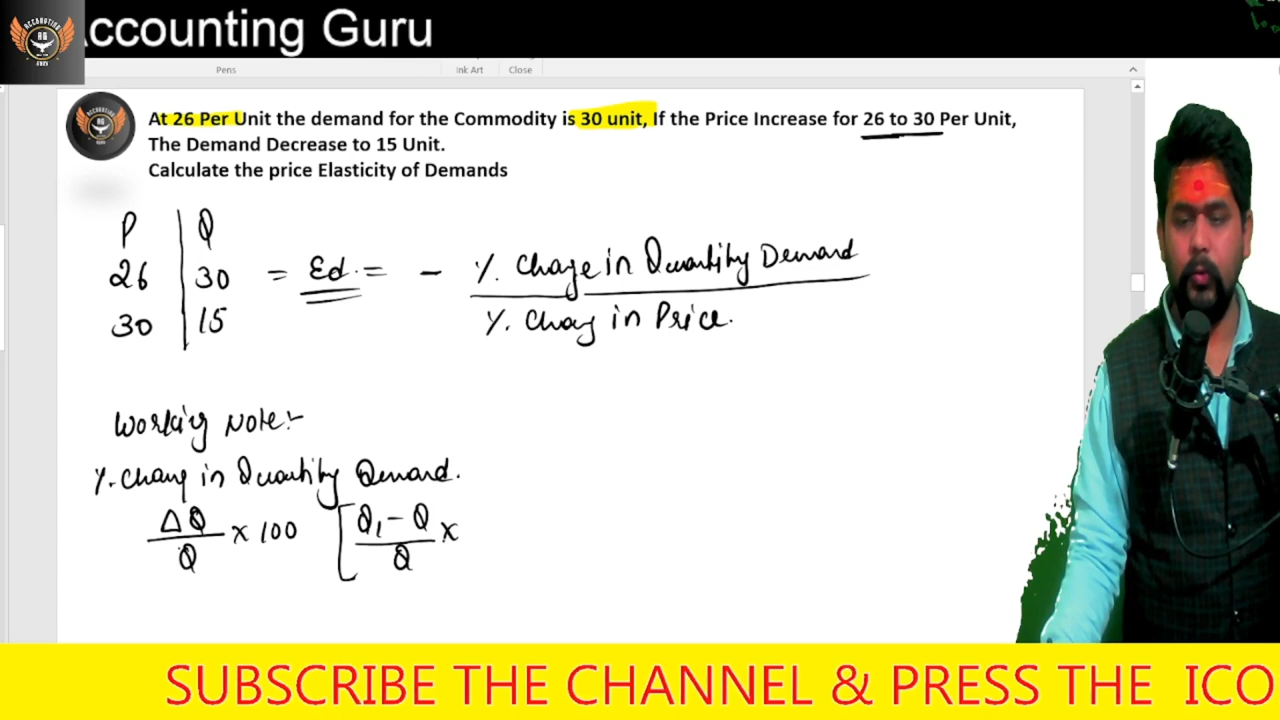 Accounting Guru
Pens Ink Art Close
At 26 Per Unit the demand for the Commodity is 30 unit, If the Price Increase for 26 to 30 Per Unit,
The Demand Decrease to 15 Unit.
Calculate the price Elasticity of Demands
P | Q
26 | 30 = Ed = - %. Change in Quantity Demand
30 | 15 %. Chang in Price.
Working Note:-
%. Chang in Quantity Demand.
ΔQ/Q x 100 [Q1 - Q/Q x
SUBSCRIBE THE CHANNEL & PRESS THE ICO